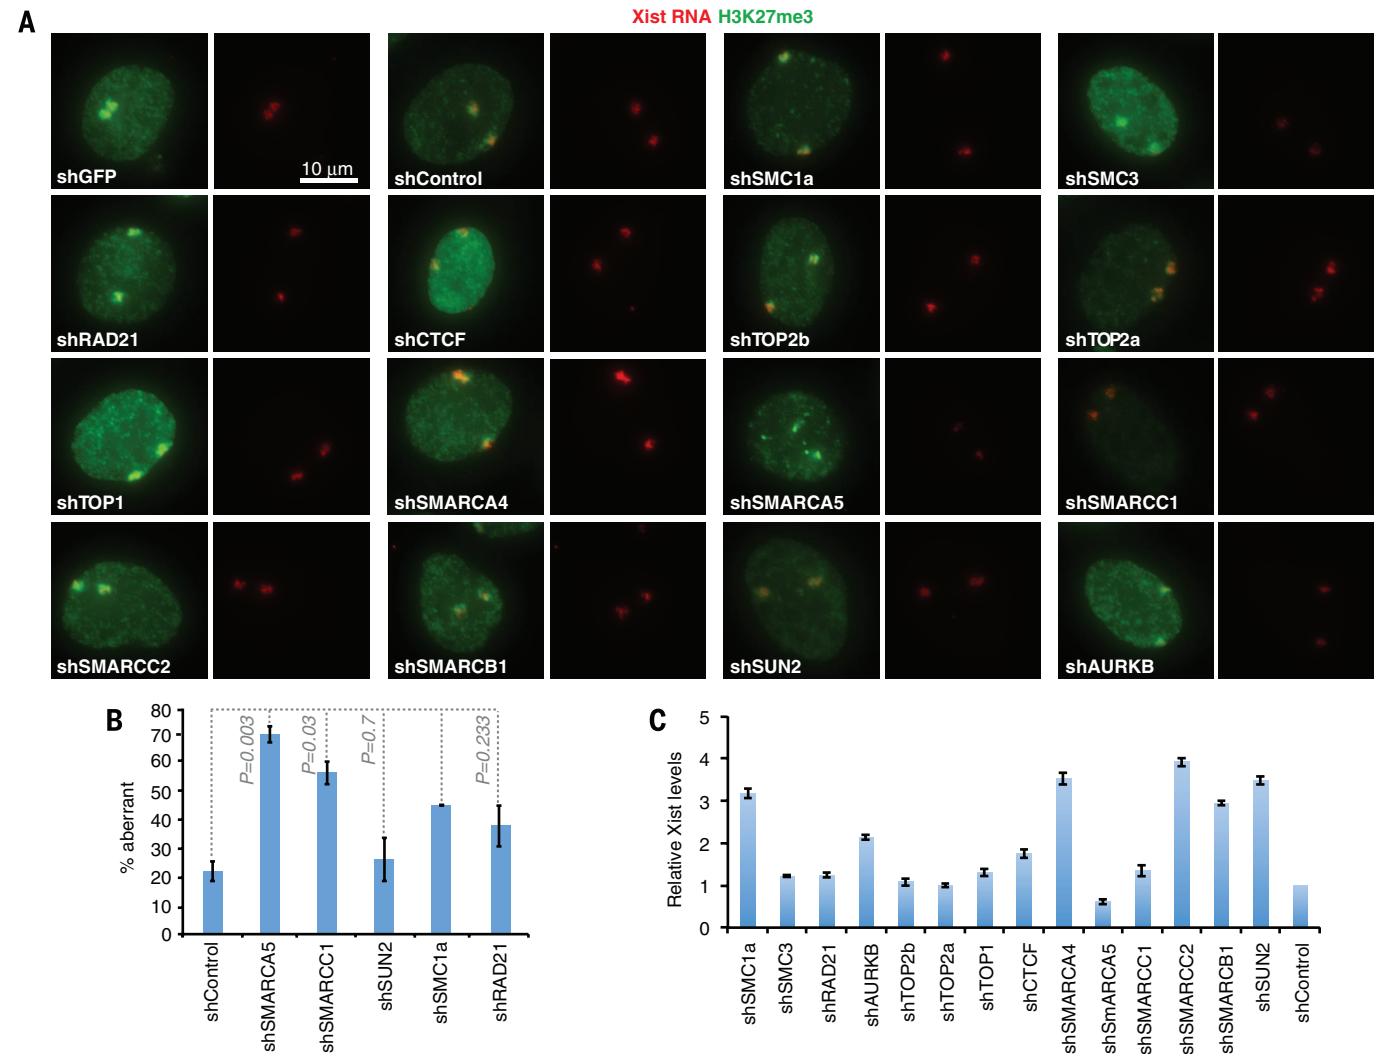 A
Xist RNA H3K27me3
shGFP
10 μm
shControl
shSMC1a
shSMC3
shRAD21
shCTCF
shTOP2b
shTOP2a
shTOP1
shSMARCA4
shSMARCA5
shSMARCC1
shSMARCC2
shSMARCB1
shSUN2
shAURKB
B
% aberrant
80
70
60
50
40
30
20
10
0
P=0.003
P=0.03
P=0.7
P=0.233
shControl
shSMARCA5
shSMARCC1
shSUN2
shSMC1a
shRAD21
C
Relative Xist levels
5
4
3
2
1
0
shSMC1a
shSMC3
shRAD21
shAURKB
shTOP2b
shTOP2a
shTOP1
shCTCF
shSMARCA4
shSmARCA5
shSMARCC1
shSMARCC2
shSMARCB1
shSUN2
shControl